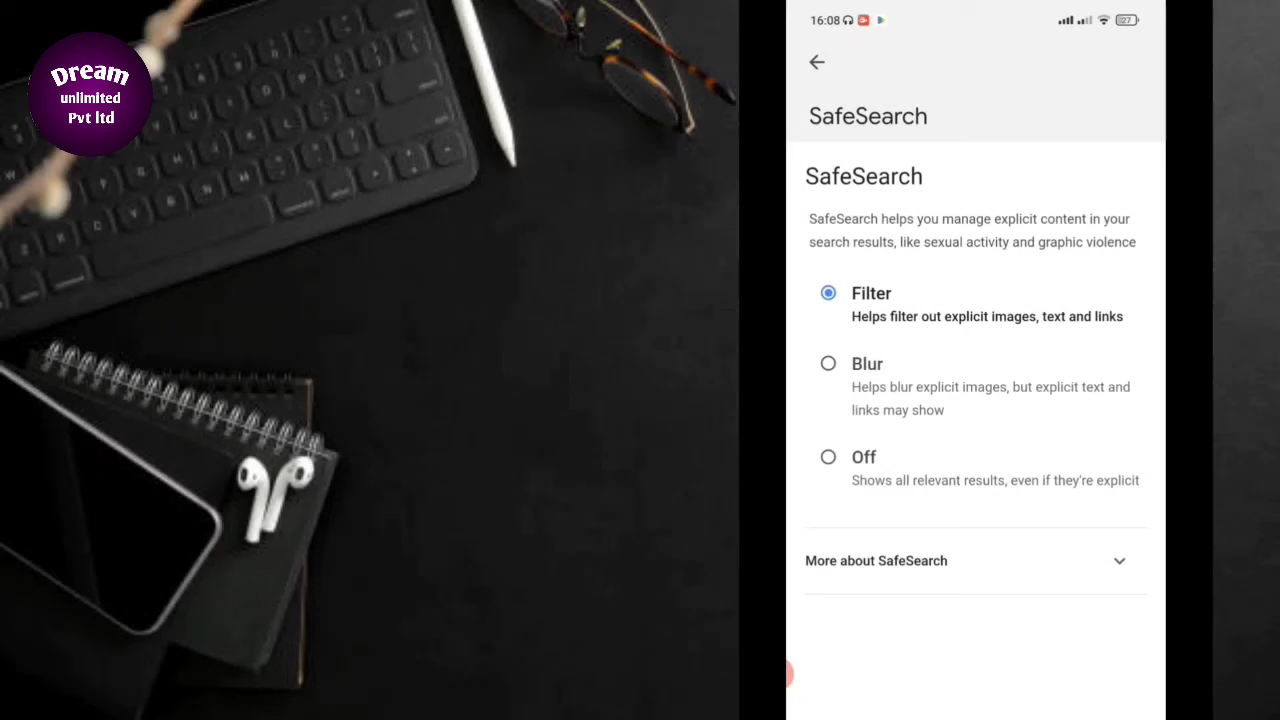 Dream
unlimited
Pvt ltd
16:08
27
SafeSearch
SafeSearch
SafeSearch helps you manage explicit content in your
search results, like sexual activity and graphic violence
Filter
Helps filter out explicit images, text and links
Blur
Helps blur explicit images, but explicit text and
links may show
Off
Shows all relevant results, even if they're explicit
More about SafeSearch